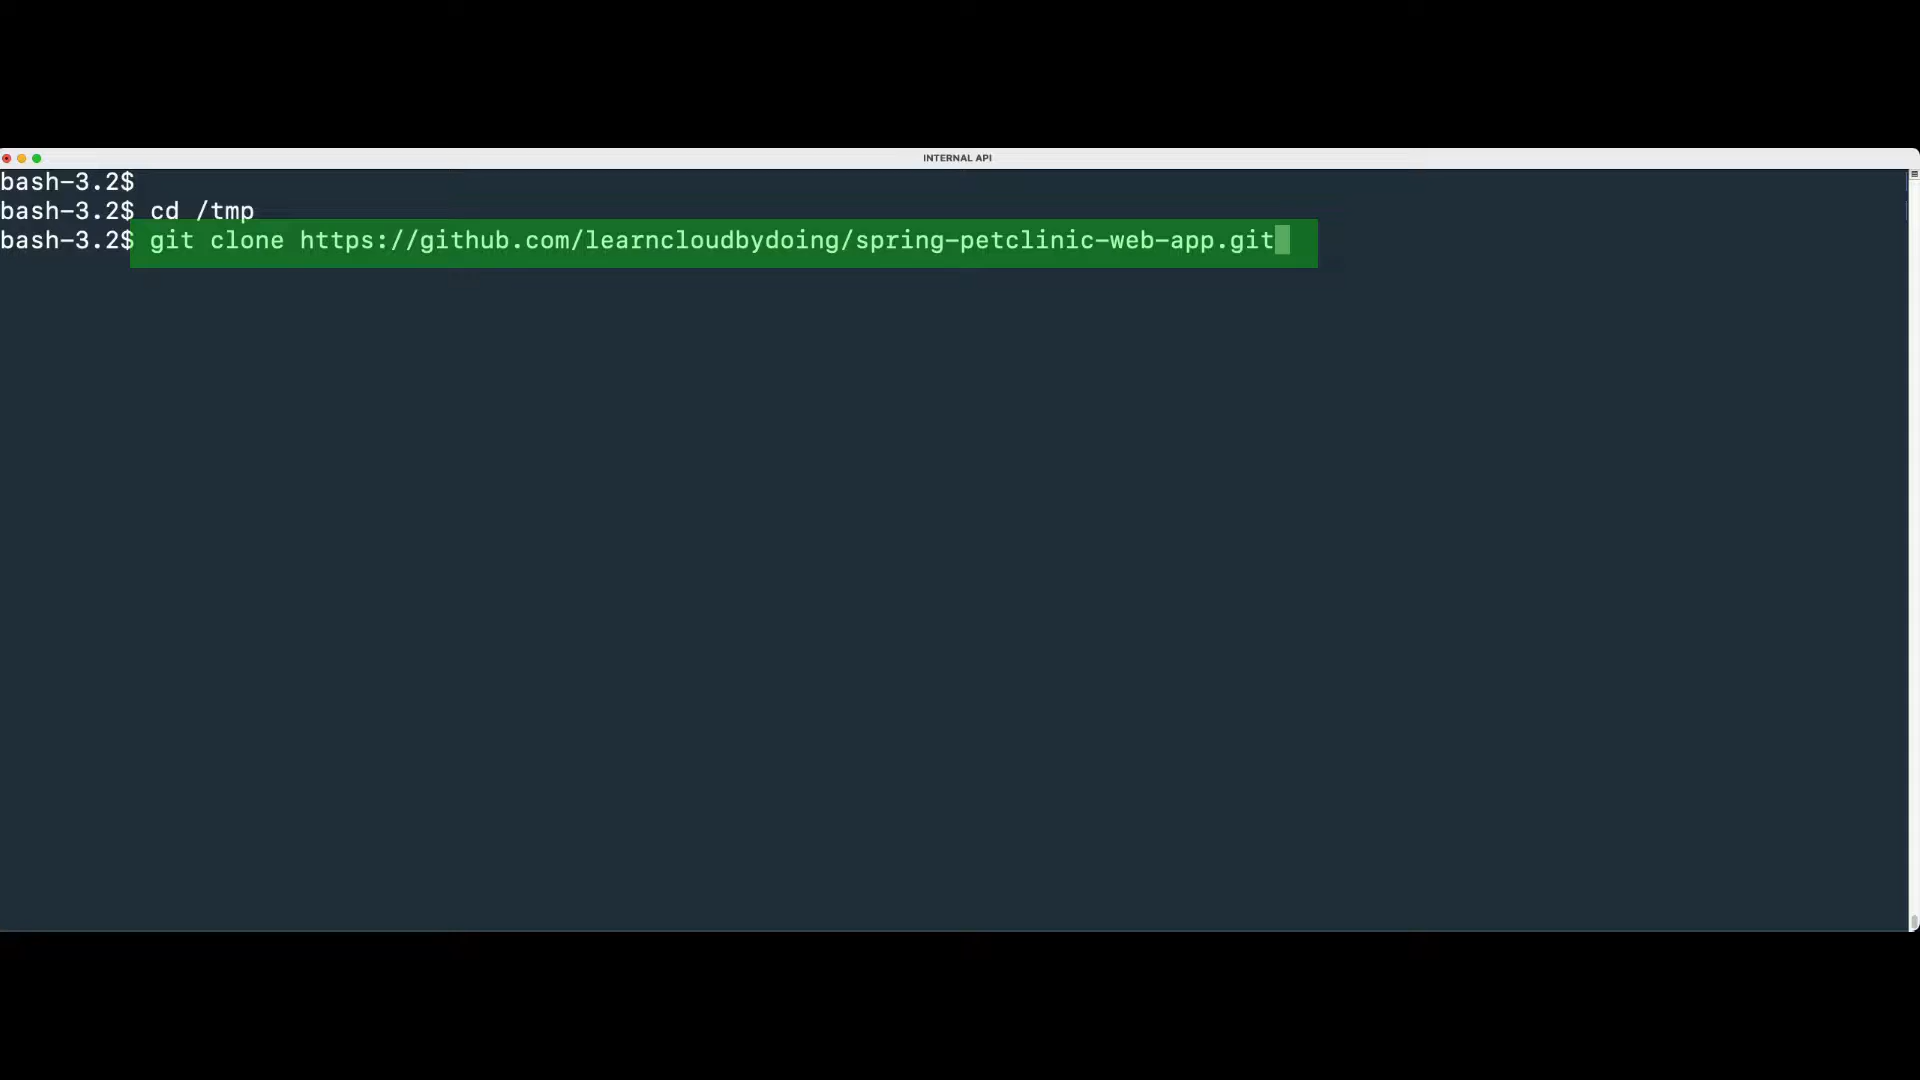 INTERNAL API
bash-3.2$
bash-3.2$ cd /tmp
bash-3.2$ git clone https://github.com/learncloudbydoing/spring-petclinic-web-app.git